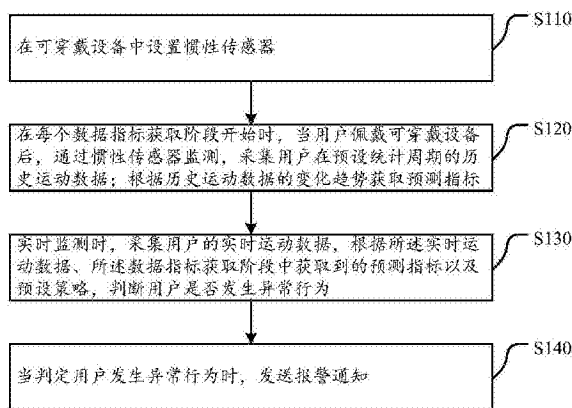 S110
在可穿戴设备中设置惯性传感器
S120
在每个数据指标获取阶段开始时，当用户佩戴可穿戴设备
后，通过惯性传感器监测，采集用户在预设统计周期的历
史运动数据；根据历史运动数据的变化趋势获取预测指标
S130
实时监测时，采集用户的实时运动数据，根据所述实时运
动数据、所述数据指标获取阶段中获取到的预测指标以及
预设策略，判断用户是否发生异常行为
S140
当判定用户发生异常行为时，发送报警通知